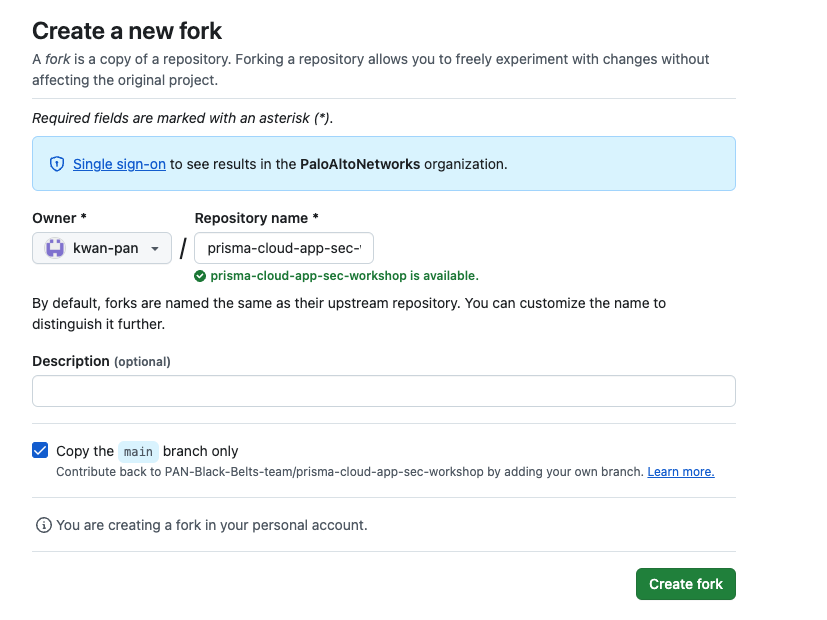 Create a new fork
A fork is a copy of a repository. Forking a repository allows you to freely experiment with changes without
affecting the original project.
Required fields are marked with an asterisk (*).
Single sign-on to see results in the PaloAltoNetworks organization.
Owner *
Repository name *
kwan-pan
/
prisma-cloud-app-sec-
prisma-cloud-app-sec-workshop is available.
By default, forks are named the same as their upstream repository. You can customize the name to
distinguish it further.
Description (optional)
Copy the main branch only
Contribute back to PAN-Black-Belts-team/prisma-cloud-app-sec-workshop by adding your own branch. Learn more.
You are creating a fork in your personal account.
Create fork